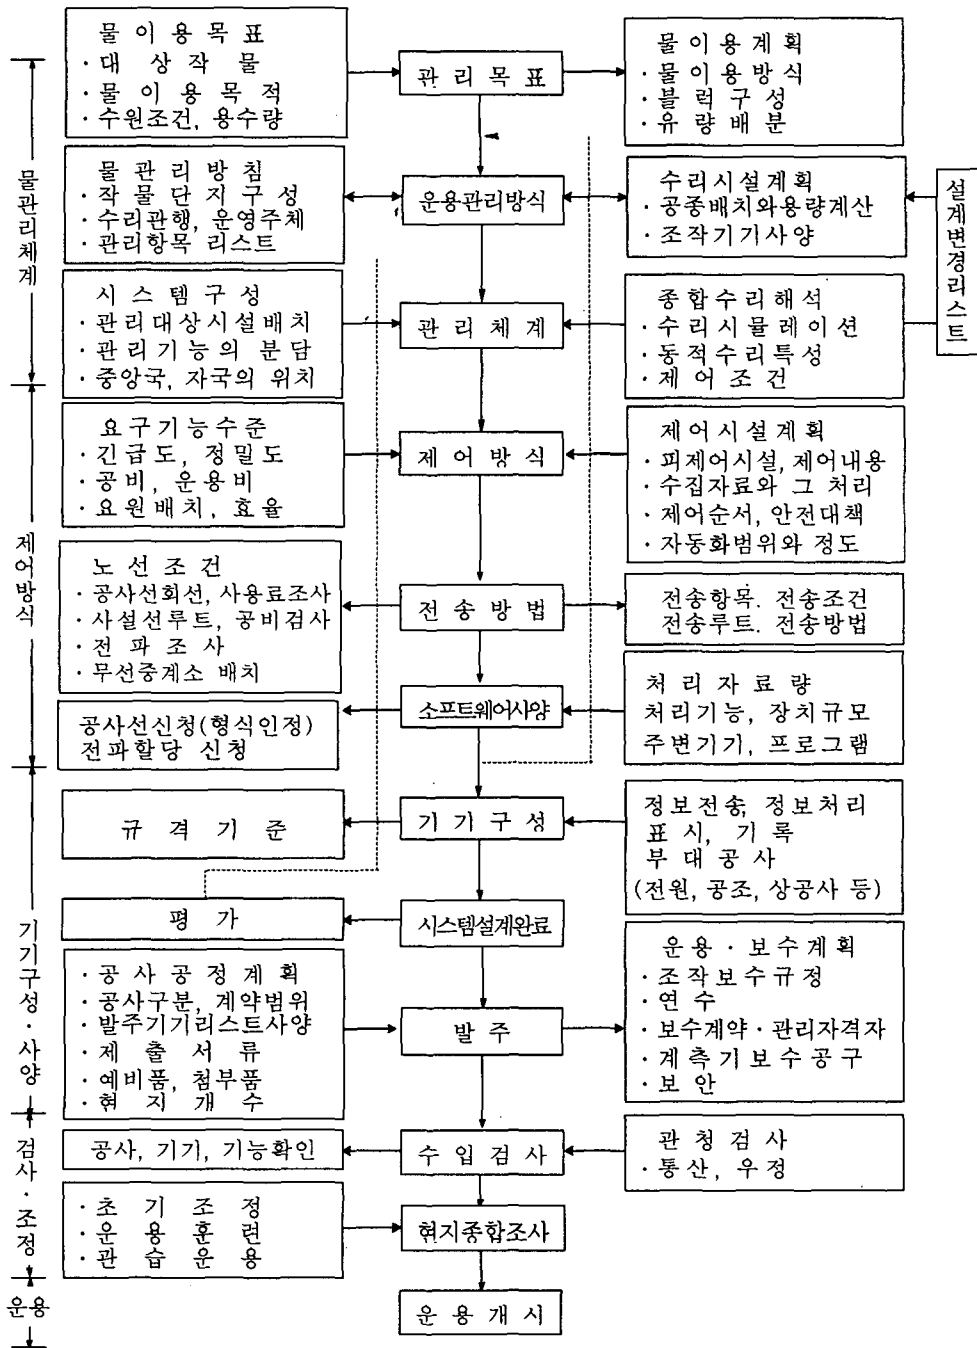 물이용목표
· 대상작물
· 물이용목적
· 수원조건, 용수량
관리목표
물이용계획
· 물이용방식
· 블럭구성
· 유량배분
물관리체계
물관리방침
· 작물단지구성
· 수리관행, 운영주체
· 관리항목 리스트
운용관리방식
수리시설계획
· 공종배치와용량계산
· 조작기기사양
설계변경리스트
시스템구성
· 관리대상시설배치
· 관리기능의 분담
· 중앙국, 자국의 위치
관리체계
종합수리해석
· 수리시뮬레이션
· 동적수리특성
· 제어조건
제어방식
요구기능수준
· 긴급도, 정밀도
· 공비, 운용비
· 요원배치, 효율
제어방식
제어시설계획
· 피제어시설, 제어내용
· 수집자료와 그 처리
· 제어순서, 안전대책
· 자동화범위와 정도
노선조건
· 공사선회선, 사용료조사
· 사설선루트, 공비검사
· 전파조사
· 무선중계소 배치
전송방법
전송항목. 전송조건
전송루트. 전송방법
공사선신청(형식인정)
전파할당 신청
소프트웨어사양
처리자료량
처리기능, 장치규모
주변기기, 프로그램
기기구성·사양
규격기준
기기구성
정보전송, 정보처리
표시, 기록
부대공사
(전원, 공조, 상공사 등)
평가
시스템설계완료
· 공사공정계획
· 공사구분, 계약범위
· 발주기기리스트사양
· 제출서류
· 예비품, 첨부품
· 현지개수
발주
운용·보수계획
· 조작보수규정
· 연수
· 보수계약·관리자격자
· 계측기보수공구
· 보안
검사·조정
공사, 기기, 기능확인
수입검사
관청검사
· 통산, 우정
· 초기조정
· 운용훈련
· 관습운용
현지종합조사
운용
운용개시